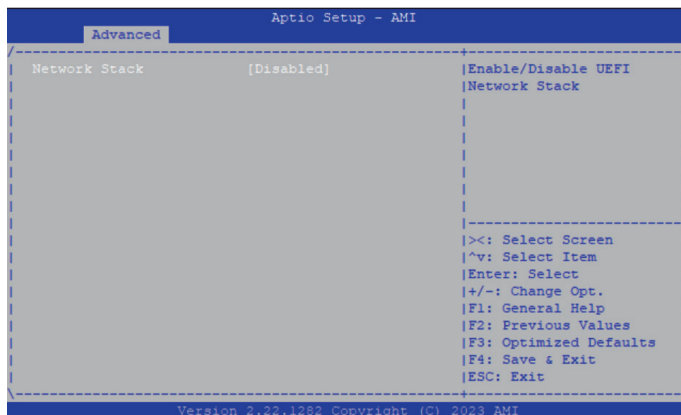 Aptio Setup - AMI
Advanced
Network Stack [Disabled]
Enable/Disable UEFI
Network Stack
><: Select Screen
^v: Select Item
Enter: Select
+/-: Change Opt.
F1: General Help
F2: Previous Values
F3: Optimized Defaults
F4: Save & Exit
ESC: Exit
Version 2.22.1282 Copyright (C) 2023 AMI